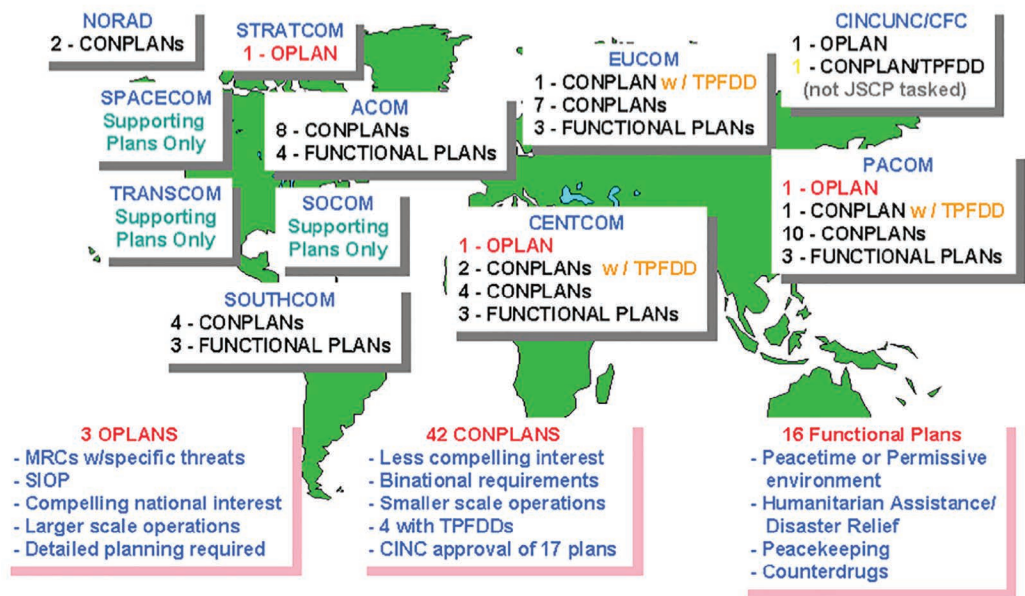 NORAD
2 - CONPLANs
STRATCOM
1 - OPLAN
CINCUNC/CFC
1 - OPLAN
1 - CONPLAN/TPFDD
(not JSCP tasked)
EUCOM
1 - CONPLAN w / TPFDD
7 - CONPLANs
3 - FUNCTIONAL PLANs
SPACECOM
Supporting
Plans Only
ACOM
8 - CONPLANs
4 - FUNCTIONAL PLANs
PACOM
1 - OPLAN
1 - CONPLAN w / TPFDD
10 - CONPLANs
3 - FUNCTIONAL PLANs
TRANSCOM
Supporting
Plans Only
SOCOM
Supporting
Plans Only
CENTCOM
1 - OPLAN
2 - CONPLANs w / TPFDD
4 - CONPLANs
3 - FUNCTIONAL PLANs
SOUTHCOM
4 - CONPLANs
3 - FUNCTIONAL PLANs
3 OPLANS
- MRCs w/specific threats
- SIOP
- Compelling national interest
- Larger scale operations
- Detailed planning required
42 CONPLANS
- Less compelling interest
- Binational requirements
- Smaller scale operations
- 4 with TPFDDs
- CINC approval of 17 plans
16 Functional Plans
- Peacetime or Permissive
environment
- Humanitarian Assistance/
Disaster Relief
- Peacekeeping
- Counterdrugs